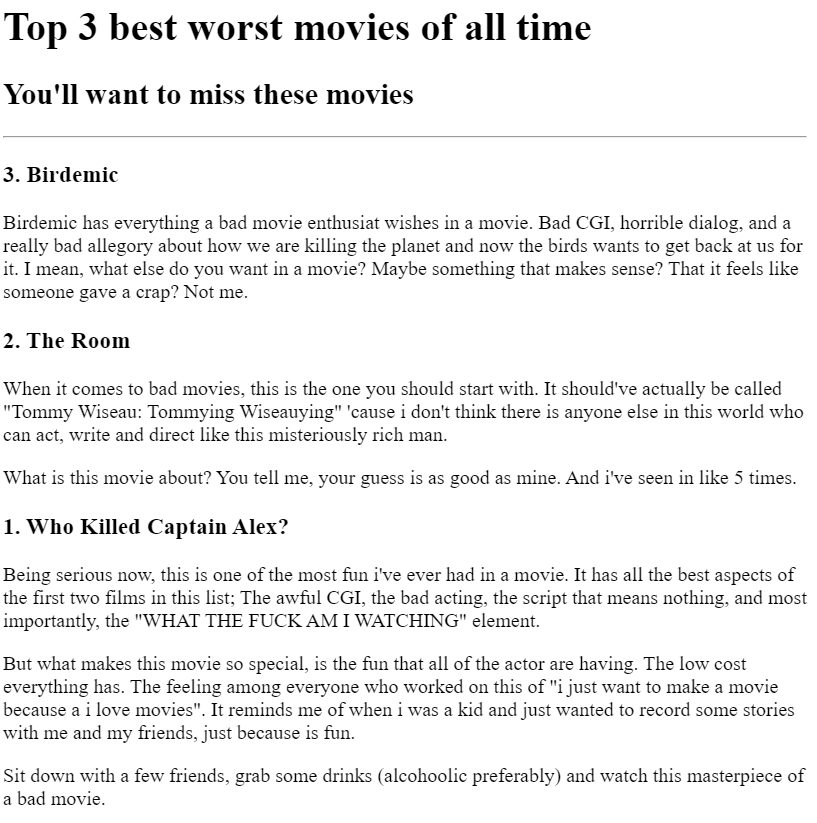 Top 3 best worst movies of all time
You'll want to miss these movies
3. Birdemic
Birdemic has everything a bad movie enthusiat wishes in a movie. Bad CGI, horrible dialog, and a
really bad allegory about how we are killing the planet and now the birds wants to get back at us for
it. I mean, what else do you want in a movie? Maybe something that makes sense? That it feels like
someone gave a crap? Not me.
2. The Room
When it comes to bad movies, this is the one you should start with. It should've actually be called
"Tommy Wiseau: Tommying Wiseauying" 'cause i don't think there is anyone else in this world who
can act, write and direct like this misteriously rich man.
What is this movie about? You tell me, your guess is as good as mine. And i've seen in like 5 times.
1. Who Killed Captain Alex?
Being serious now, this is one of the most fun i've ever had in a movie. It has all the best aspects of
the first two films in this list; The awful CGI, the bad acting, the script that means nothing, and most
importantly, the "WHAT THE FUCK AM I WATCHING" element.
But what makes this movie so special, is the fun that all of the actor are having. The low cost
everything has. The feeling among everyone who worked on this of "i just want to make a movie
because a i love movies". It reminds me of when i was a kid and just wanted to record some stories
with me and my friends, just because is fun.
Sit down with a few friends, grab some drinks (alcohoolic preferably) and watch this masterpiece of
a bad movie.